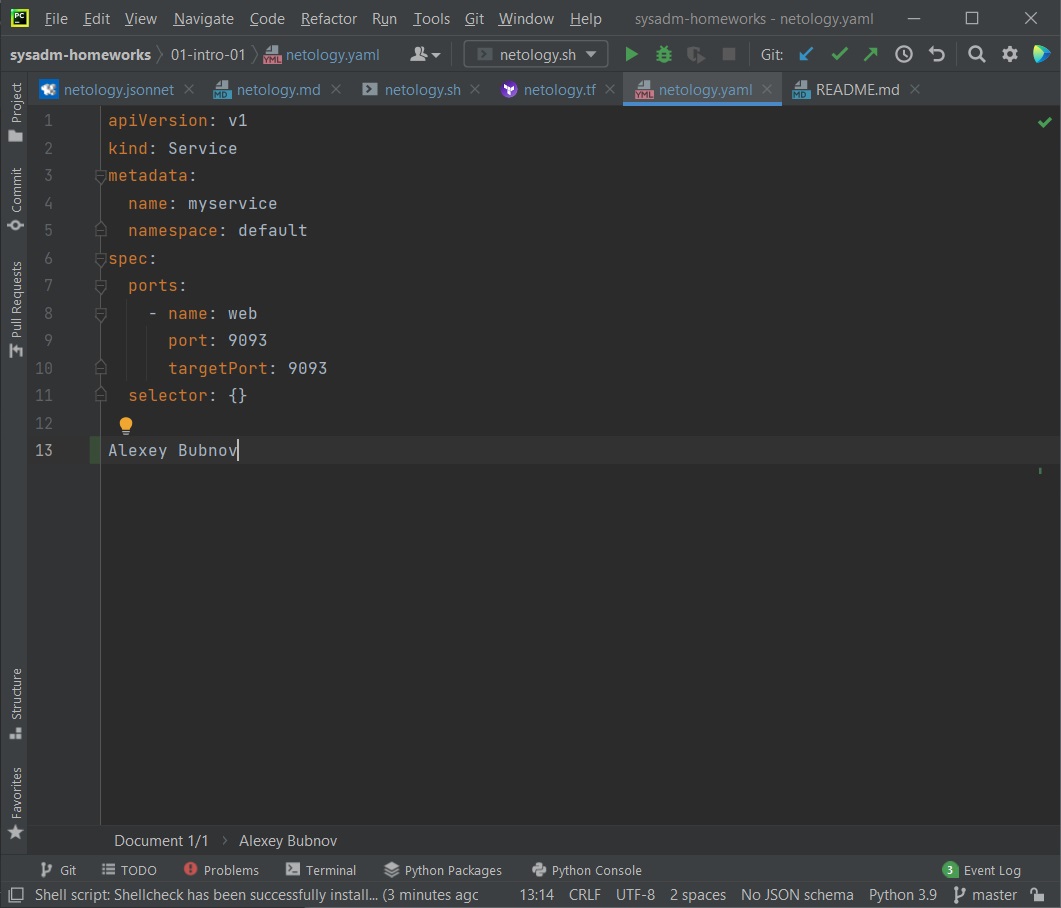 PC File Edit View Navigate Code Refactor Run Tools Git Window Help sysadm-homeworks - netology.yaml
sysadm-homeworks 01-intro-01 YML netology.yaml netology.sh Git:
netology.jsonnet MD netology.md netology.sh netology.tf YML netology.yaml MD README.md
Project
Commit
Pull Requests
Structure
Favorites
1 apiVersion: v1
2 kind: Service
3 metadata:
4 name: myservice
5 namespace: default
6 spec:
7 ports:
8 - name: web
9 port: 9093
10 targetPort: 9093
11 selector: {}
12
13 Alexey Bubnov
Document 1/1 Alexey Bubnov
Git TODO Problems Terminal Python Packages Python Console 3 Event Log
Shell script: Shellcheck has been successfully install... (3 minutes agc 13:14 CRLF UTF-8 2 spaces No JSON schema Python 3.9 master